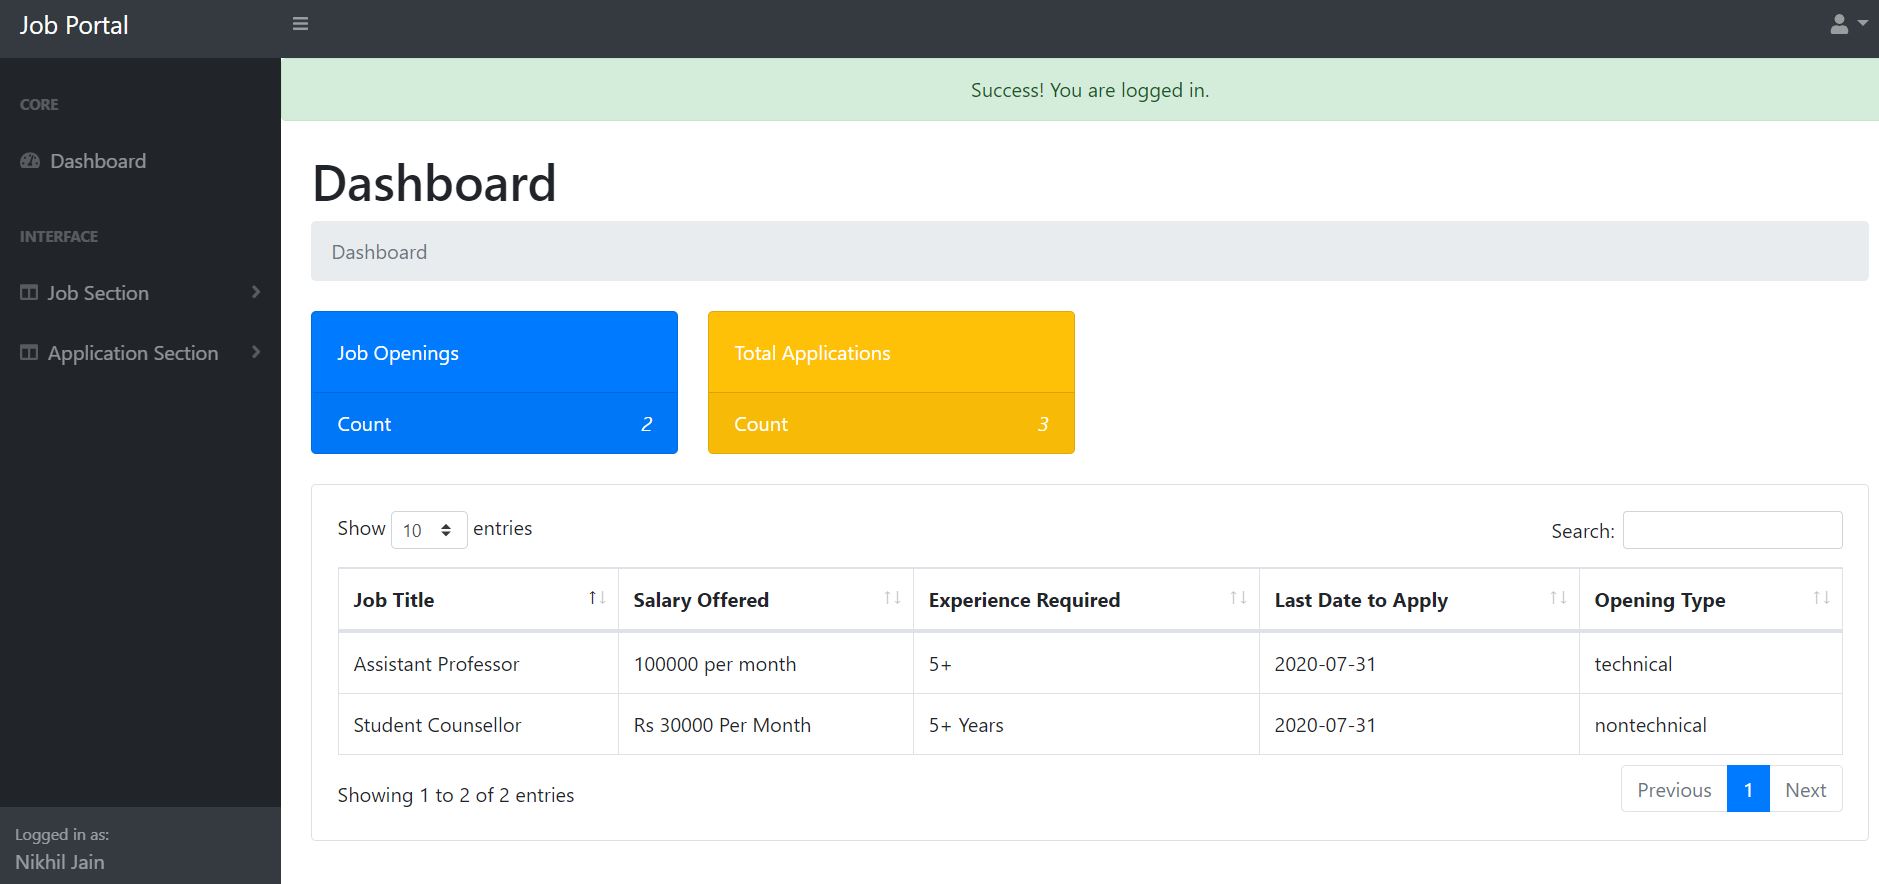 Job Portal
Success! You are logged in.
CORE
Dashboard
INTERFACE
Job Section
Application Section
Logged in as:
Nikhil Jain
Dashboard
Dashboard
Job Openings
Count 2
Total Applications
Count 3
Show 10 entries
Search:
Job Title Salary Offered Experience Required Last Date to Apply Opening Type
Assistant Professor 100000 per month 5+ 2020-07-31 technical
Student Counsellor Rs 30000 Per Month 5+ Years 2020-07-31 nontechnical
Showing 1 to 2 of 2 entries
Previous 1 Next